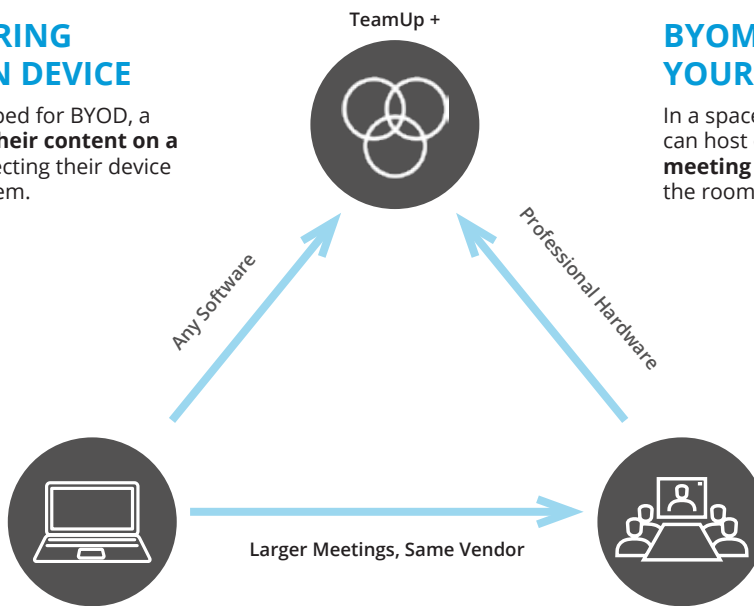 TeamUp +
RING
N DEVICE
ped for BYOD, a
heir content on a
ecting their device
em.
BYOM
YOUR
In a space
can host
meeting
the room
Any Software
Professional Hardware
Larger Meetings, Same Vendor